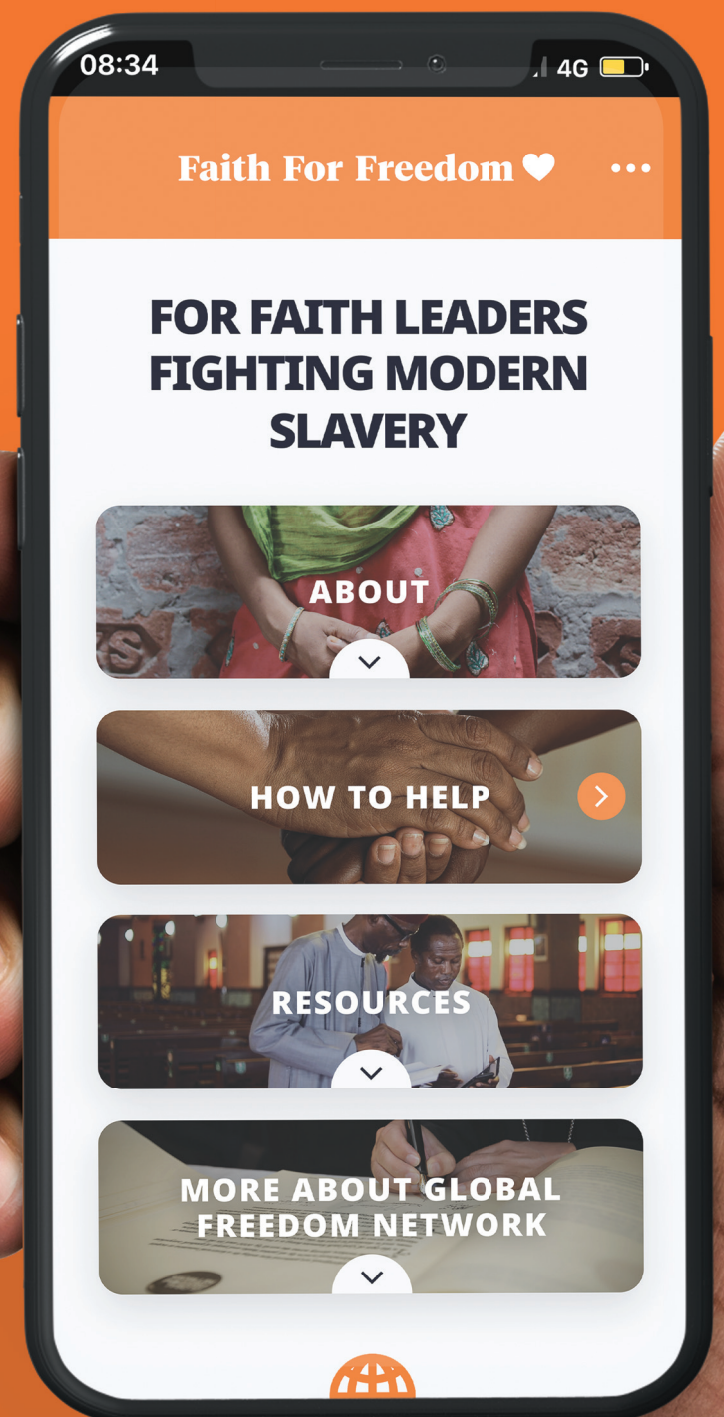 08:34
4G
Faith For Freedom
FOR FAITH LEADERS
FIGHTING MODERN
SLAVERY
ABOUT
HOW TO HELP
RESOURCES
MORE ABOUT GLOBAL
FREEDOM NETWORK